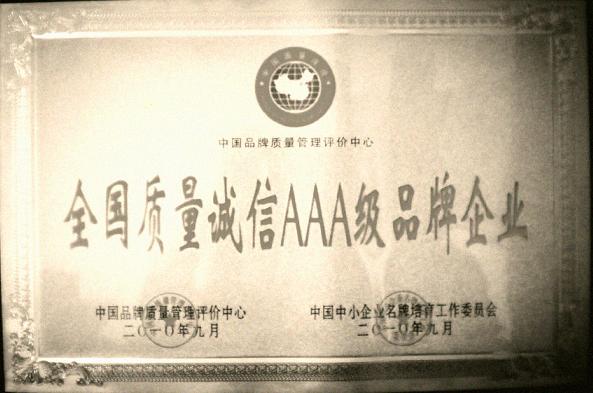 中国品牌质量管理评价中心
全国质量诚信AAA级品牌企业
中国品牌质量管理评价中心
二〇一〇年九月
中国中小企业名牌培育工作委员会
二〇一〇年九月